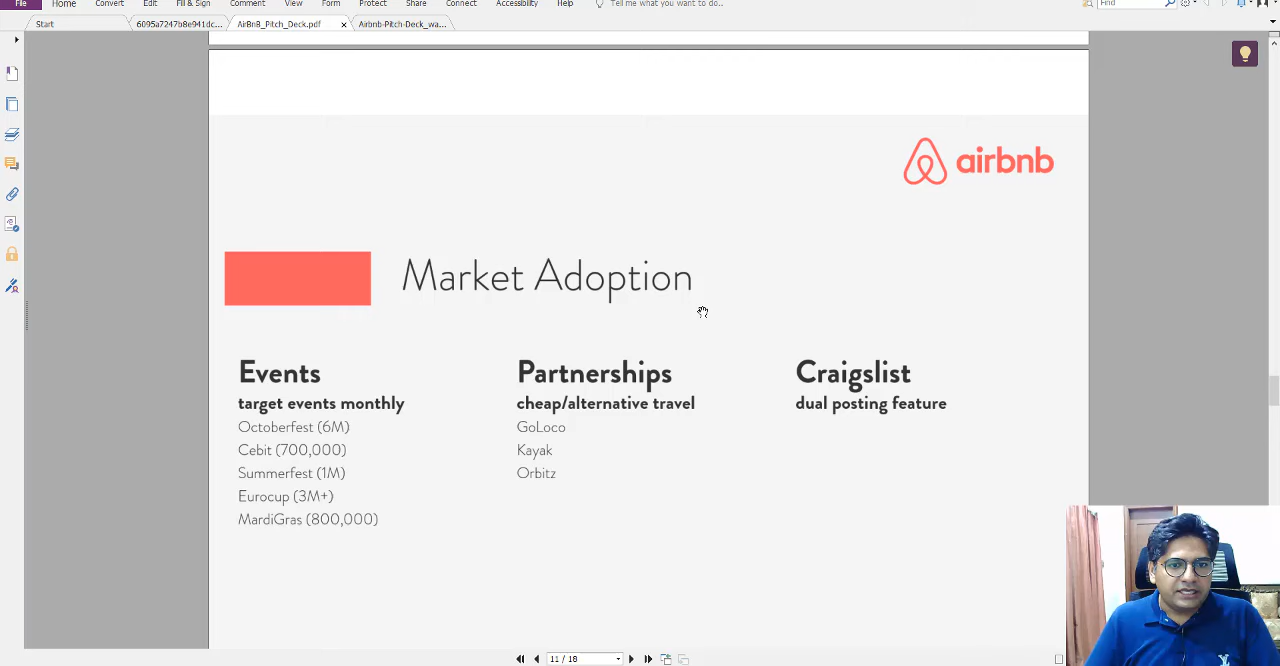 File Home Convert Edit Fill & Sign View Form Protect Share Connect Accessibility Help Tell me what you want to do.. Find
Start 6095a7247b8e941dc... AirBnB_Pitch_Deck.pdf Airbnb-Pitch-Deck_wa...
airbnb
Market Adoption
Events
target events monthly
Octoberfest (6M)
Cebit (700,000)
Summerfest (1M)
Eurocup (3M+)
MardiGras (800,000)
Partnerships
cheap/alternative travel
GoLoco
Kayak
Orbitz
Craigslist
dual posting feature
11 / 18